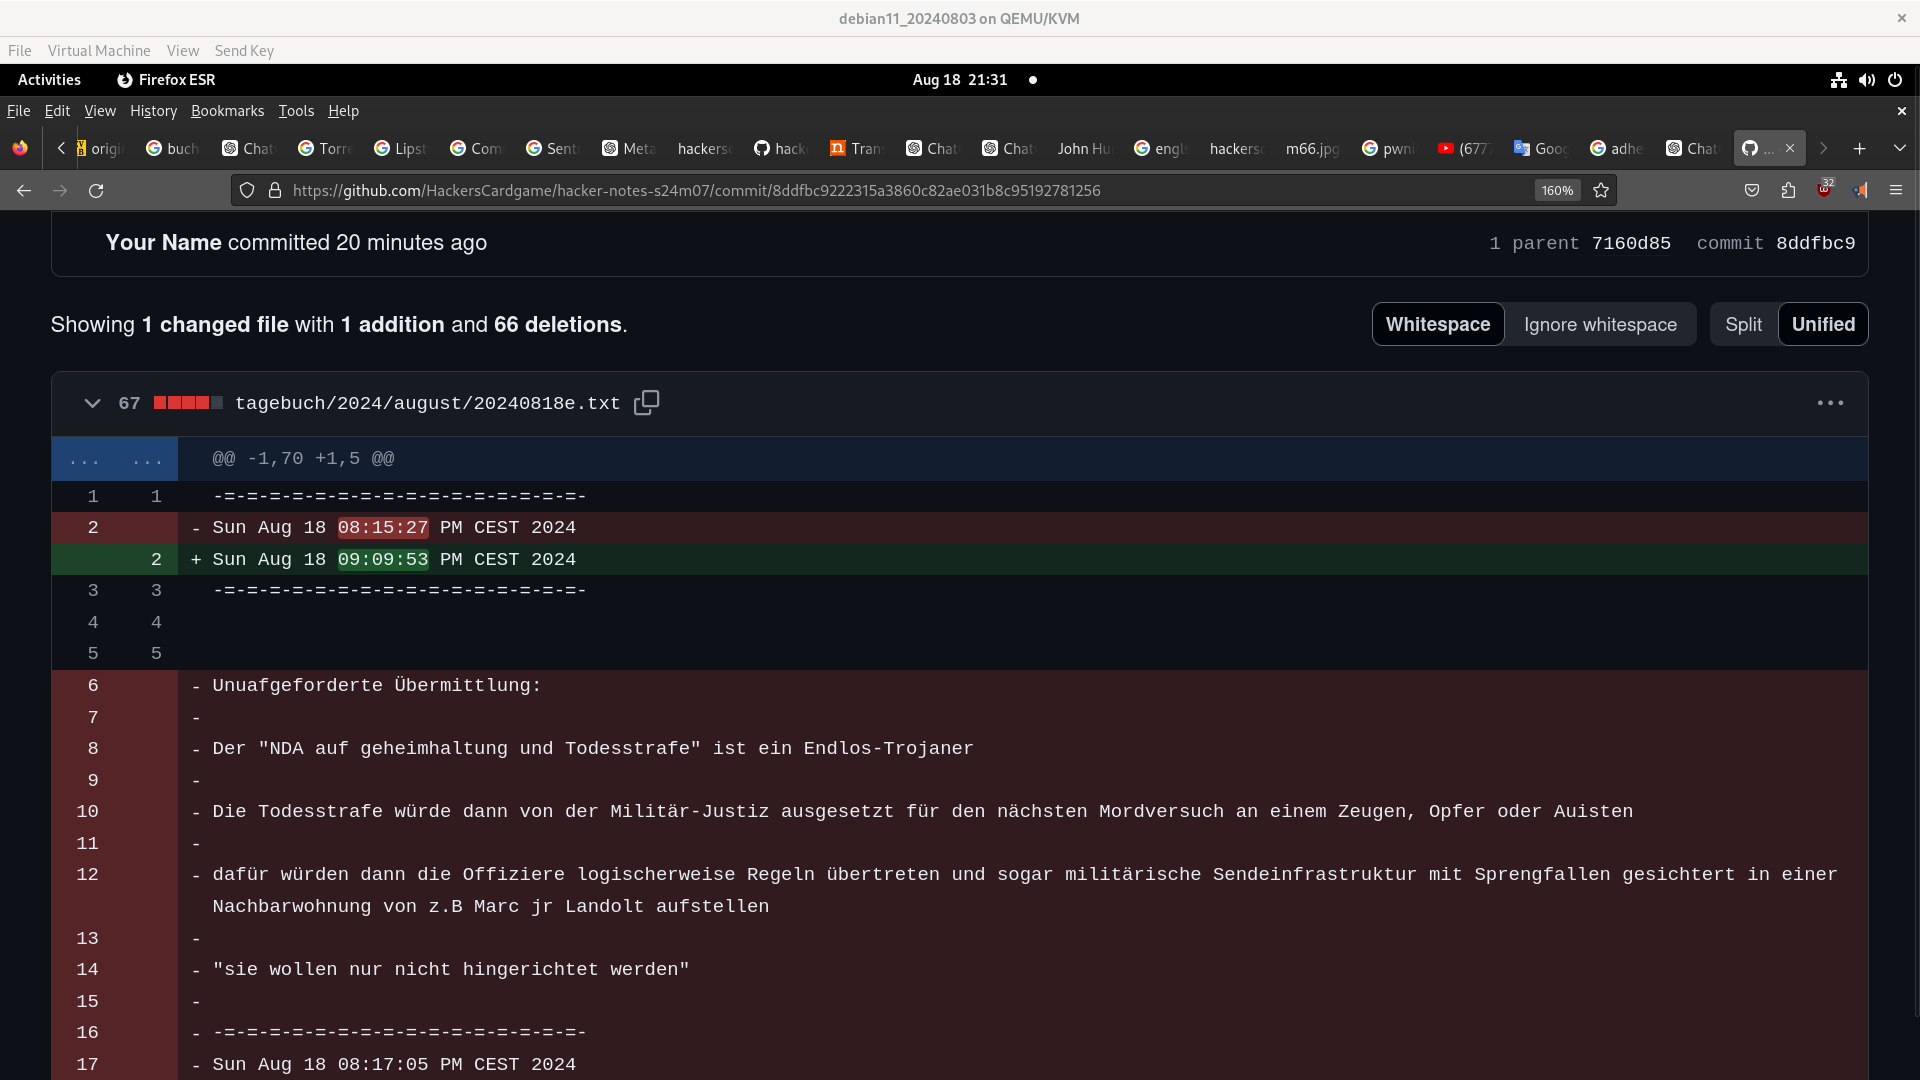 debian11_20240803 on QEMU/KVM
File Virtual Machine View Send Key
Activities Firefox ESR Aug 18 21:31
File Edit View History Bookmarks Tools Help
origi buch Chat Torre Lipst Com Sent Meta hackersc hack Tran Chat Chat John Hu engl hackersc m66.jpg pwni (677 Goo adhe Chat ...
https://github.com/HackersCardgame/hacker-notes-s24m07/commit/8ddfbc9222315a3860c82ae031b8c95192781256 160% 32
Your Name committed 20 minutes ago 1 parent 7160d85 commit 8ddfbc9
Showing 1 changed file with 1 addition and 66 deletions. Whitespace Ignore whitespace Split Unified
67 tagebuch/2024/august/20240818e.txt
... ... @@ -1,70 +1,5 @@
1 1 -=-=-=-=-=-=-=-=-=-=-=-=-=-=-=-=-
2 - Sun Aug 18 08:15:27 PM CEST 2024
2 + Sun Aug 18 09:09:53 PM CEST 2024
3 3 -=-=-=-=-=-=-=-=-=-=-=-=-=-=-=-=-
4 4
5 5
6 - Unuafgeforderte Übermittlung:
7 -
8 - Der "NDA auf geheimhaltung und Todesstrafe" ist ein Endlos-Trojaner
9 -
10 - Die Todesstrafe würde dann von der Militär-Justiz ausgesetzt für den nächsten Mordversuch an einem Zeugen, Opfer oder Auisten
11 -
12 - dafür würden dann die Offiziere logischerweise Regeln übertreten und sogar militärische Sendeinfrastruktur mit Sprengfallen gesichtert in einer
Nachbarwohnung von z.B Marc jr Landolt aufstellen
13 -
14 - "sie wollen nur nicht hingerichtet werden"
15 -
16 - -=-=-=-=-=-=-=-=-=-=-=-=-=-=-=-=-
17 - Sun Aug 18 08:17:05 PM CEST 2024